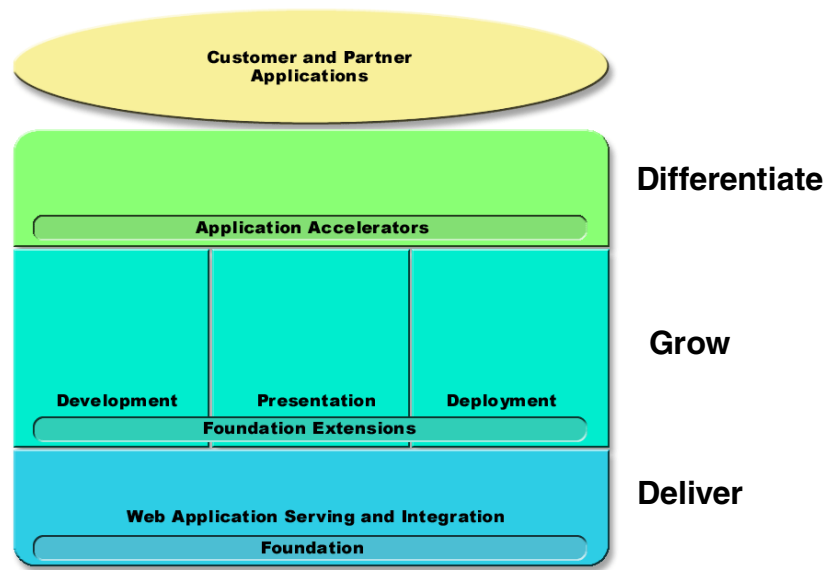 Customer and Partner
Applications
Differentiate
Application Accelerators
Grow
Development
Presentation
Deployment
Foundation Extensions
Deliver
Web Application Serving and Integration
Foundation